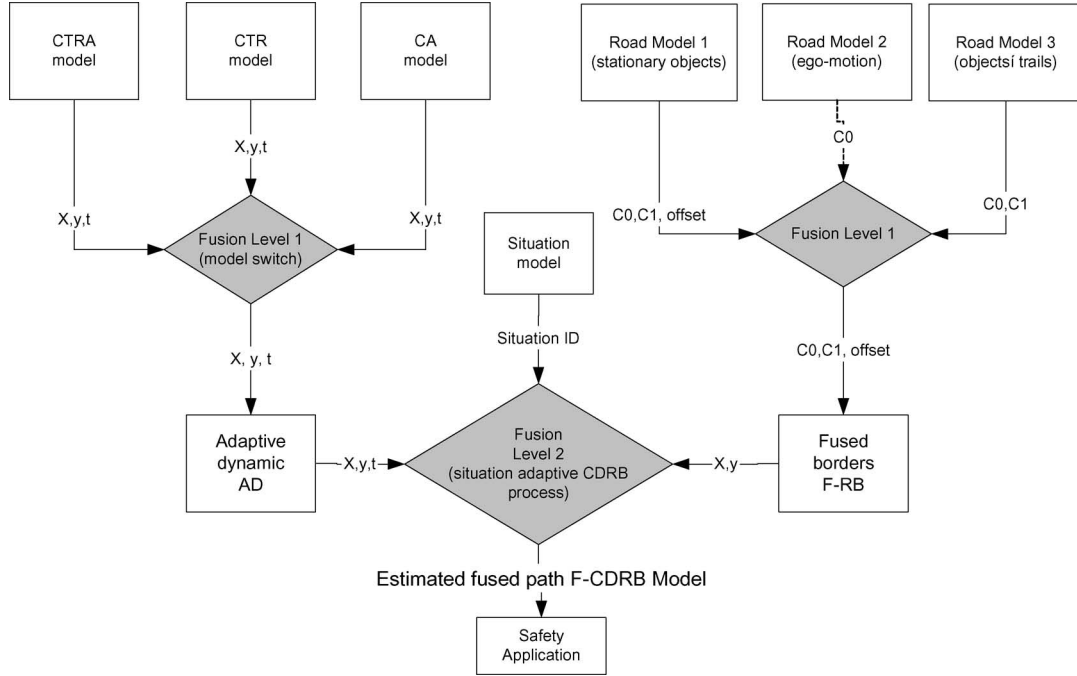 CTRA
model
CTR
model
CA
model
Road Model 1
(stationary objects)
Road Model 2
(ego-motion)
Road Model 3
(objectsí trails)
X,y,t
X,y,t
X,y,t
C0
C0,C1, offset
C0,C1
Fusion Level 1
(model switch)
Situation
model
Fusion Level 1
Situation ID
X, y, t
C0,C1, offset
Adaptive
dynamic
AD
X,y,t
Fusion
Level 2
(situation adaptive CDRB
process)
X,y
Fused
borders
F-RB
Estimated fused path F-CDRB Model
Safety
Application